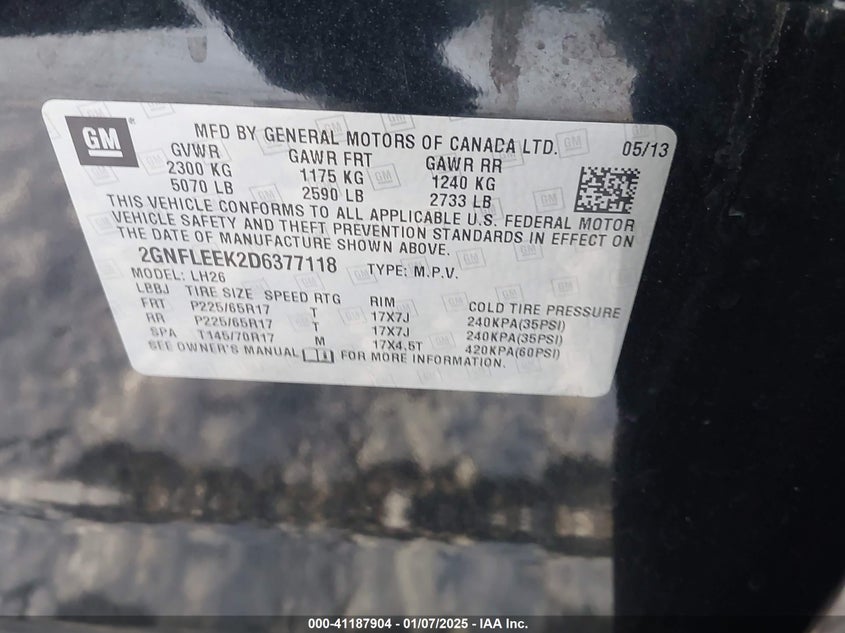 GM
MFD BY GENERAL MOTORS OF CANADA LTD. 05/13
GVWR GAWR FRT GAWR RR
2300 KG 1175 KG 1240 KG
5070 LB 2590 LB 2733 LB
THIS VEHICLE CONFORMS TO ALL APPLICABLE U.S. FEDERAL MOTOR
VEHICLE SAFETY AND THEFT PREVENTION STANDARDS IN EFFECT ON
THE DATE OF MANUFACTURE SHOWN ABOVE.
2GNFLEEK2D6377118 TYPE: M.P.V.
MODEL: LH26
LBBJ TIRE SIZE SPEED RTG RIM COLD TIRE PRESSURE
FRT P225/65R17 T 17X7J 240KPA(35PSI)
RR P225/65R17 T 17X7J 240KPA(35PSI)
SPA T145/70R17 M 17X4.5T 420KPA(60PSI)
SEE OWNER'S MANUAL FOR MORE INFORMATION.
000-41187904 — 01/07/2025 — IAA Inc.